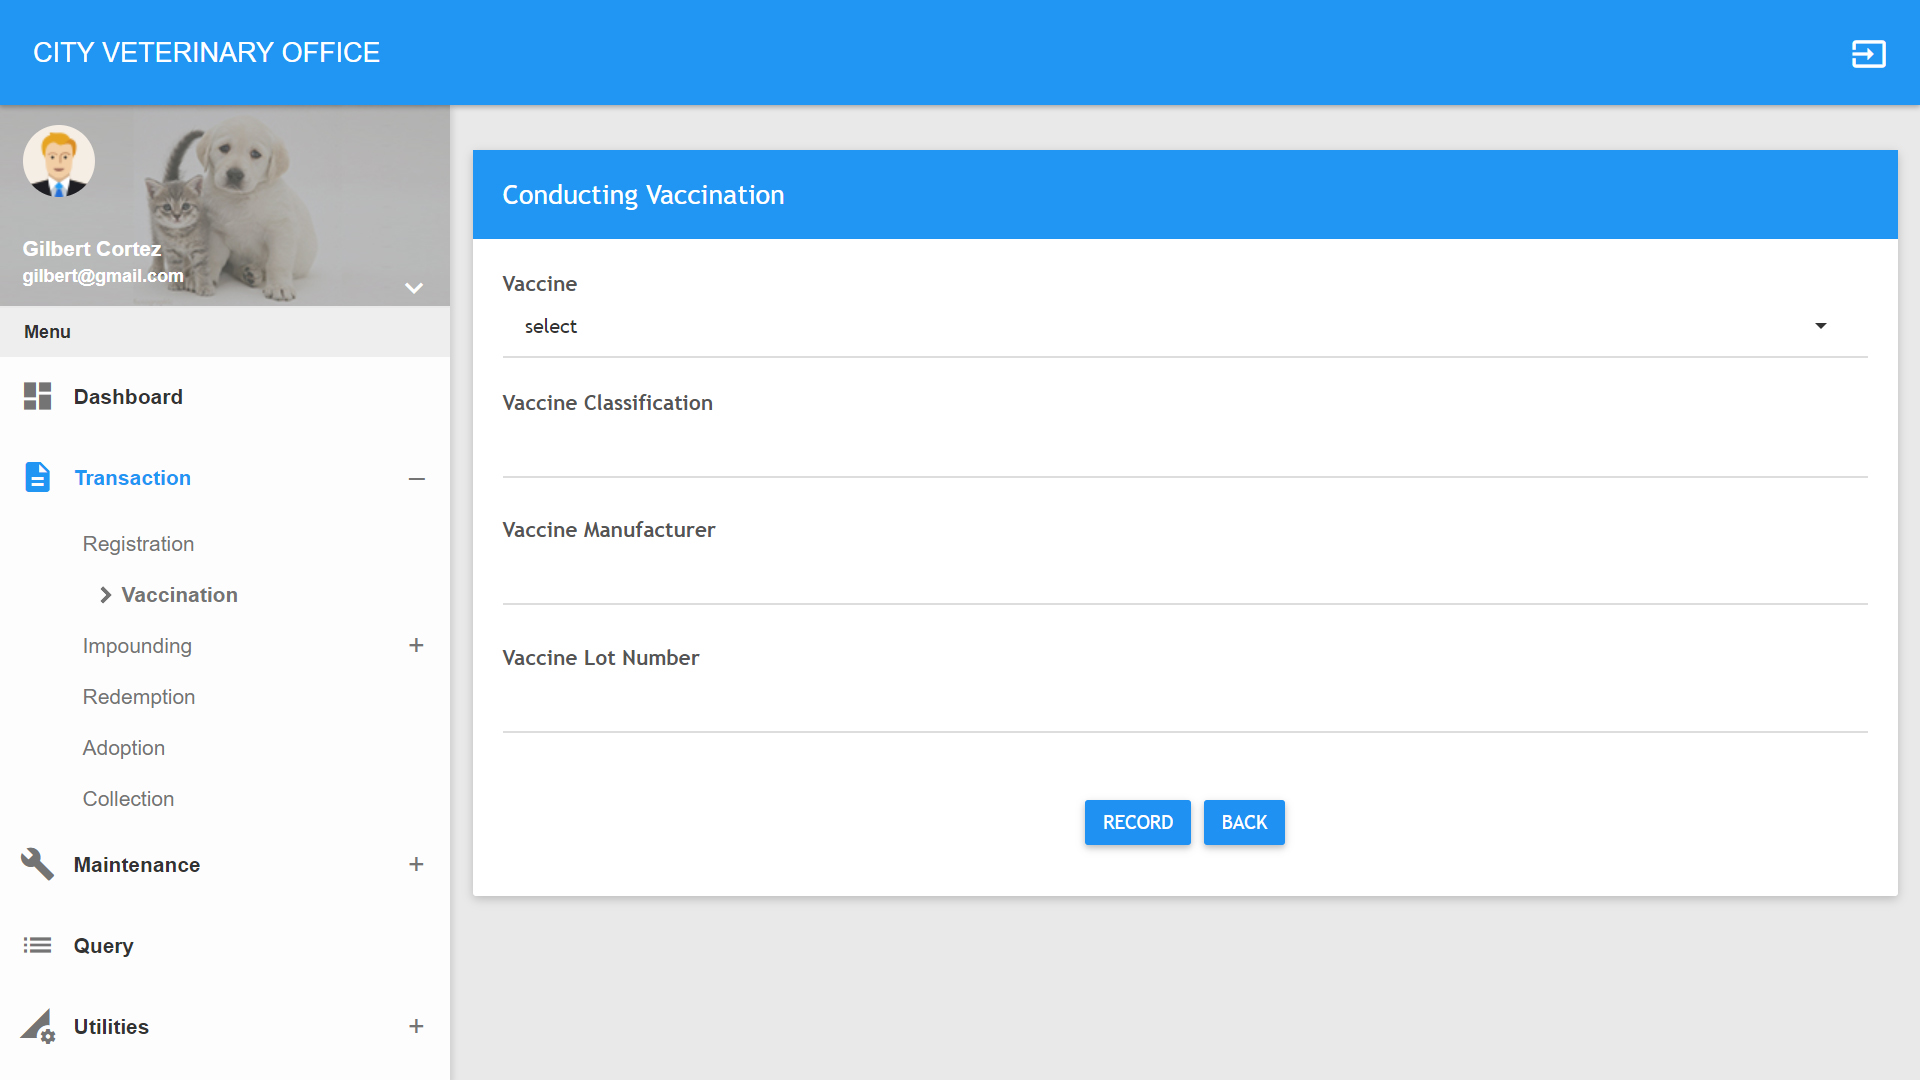 CITY VETERINARY OFFICE
Gilbert Cortez
gilbert@gmail.com
Menu
Dashboard
Transaction
Registration
Vaccination
Impounding
Redemption
Adoption
Collection
Maintenance
Query
Utilities
Conducting Vaccination
Vaccine
select
Vaccine Classification
Vaccine Manufacturer
Vaccine Lot Number
RECORD BACK